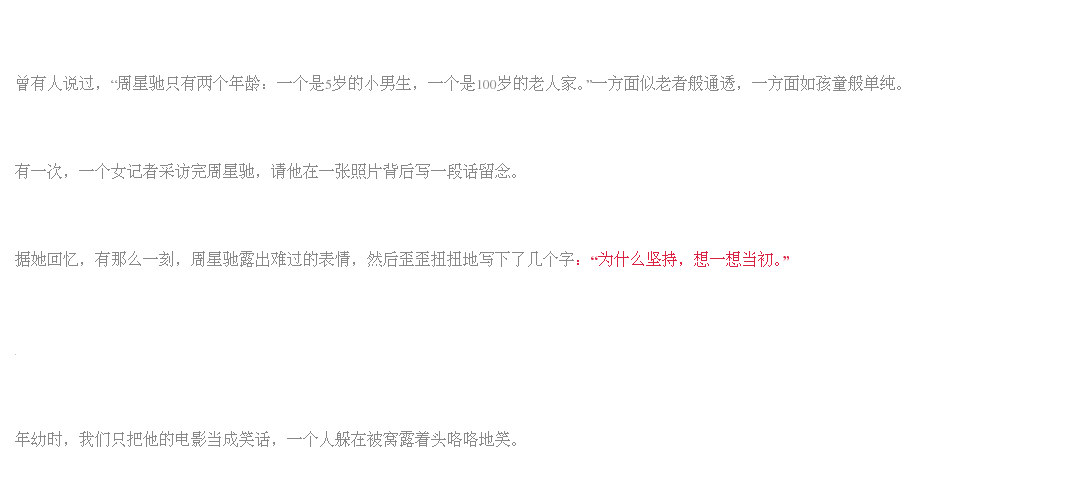 曾有人说过，“周星驰只有两个年龄：一个是5岁的小男生，一个是100岁的老人家。”一方面似老者般通透，一方面如孩童般单纯。
有一次，一个女记者采访完周星驰，请他在一张照片背后写一段话留念。
据她回忆，有那么一刻，周星驰露出难过的表情，然后歪歪扭扭地写下了几个字：“为什么坚持，想一想当初。”
年幼时，我们只把他的电影当成笑话，一个人躲在被窝露着头咯咯地笑。